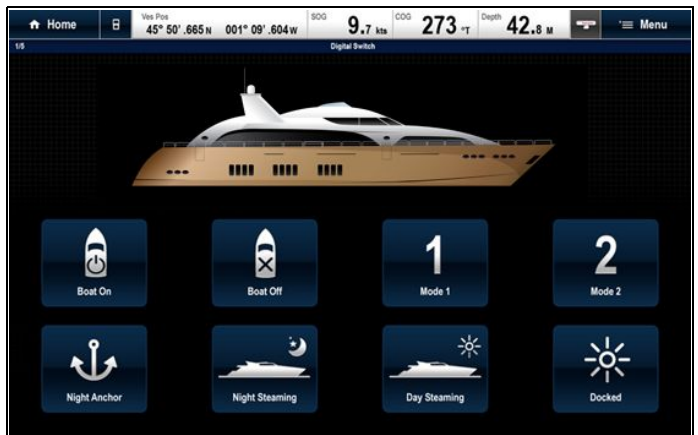 Home
Ves Pos
45° 50' .665 N 001° 09' .604 W
SOG
9.7 kts
COG
273 °T
Depth
42.8 M
Menu
1/5
Digital Switch
Boat On
Boat Off
1
Mode 1
2
Mode 2
Night Anchor
Night Steaming
Day Steaming
Docked